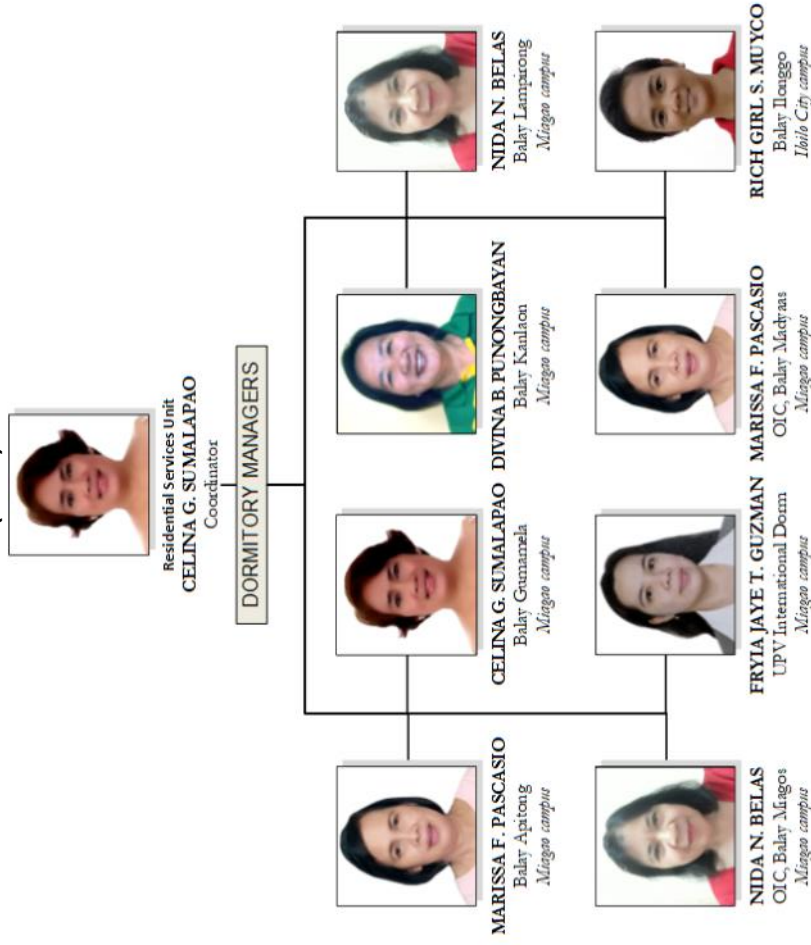 Residential Services Unit
CELINA G. SUMALAPAO
Coordinator
DORMITORY MANAGERS
MARISSA F. PASCASIO
Balay Apitong
Miagao campus
CELINA G. SUMALAPAO
Balay Gumamela
Miagao campus
DIVINA B. PUNONGBAYAN
Balay Kanlaon
Miagao campus
NIDA N. BELAS
Balay Lampirong
Miagao campus
NIDA N. BELAS
OIC, Balay Miagos
Miagao campus
FRYIA JAYE T. GUZMAN
UPV International Dorm
Miagao campus
MARISSA F. PASCASIO
OIC, Balay Madyaas
Miagao campus
RICH GIRL S. MUYCO
Balay Ilonggo
Iloilo City campus